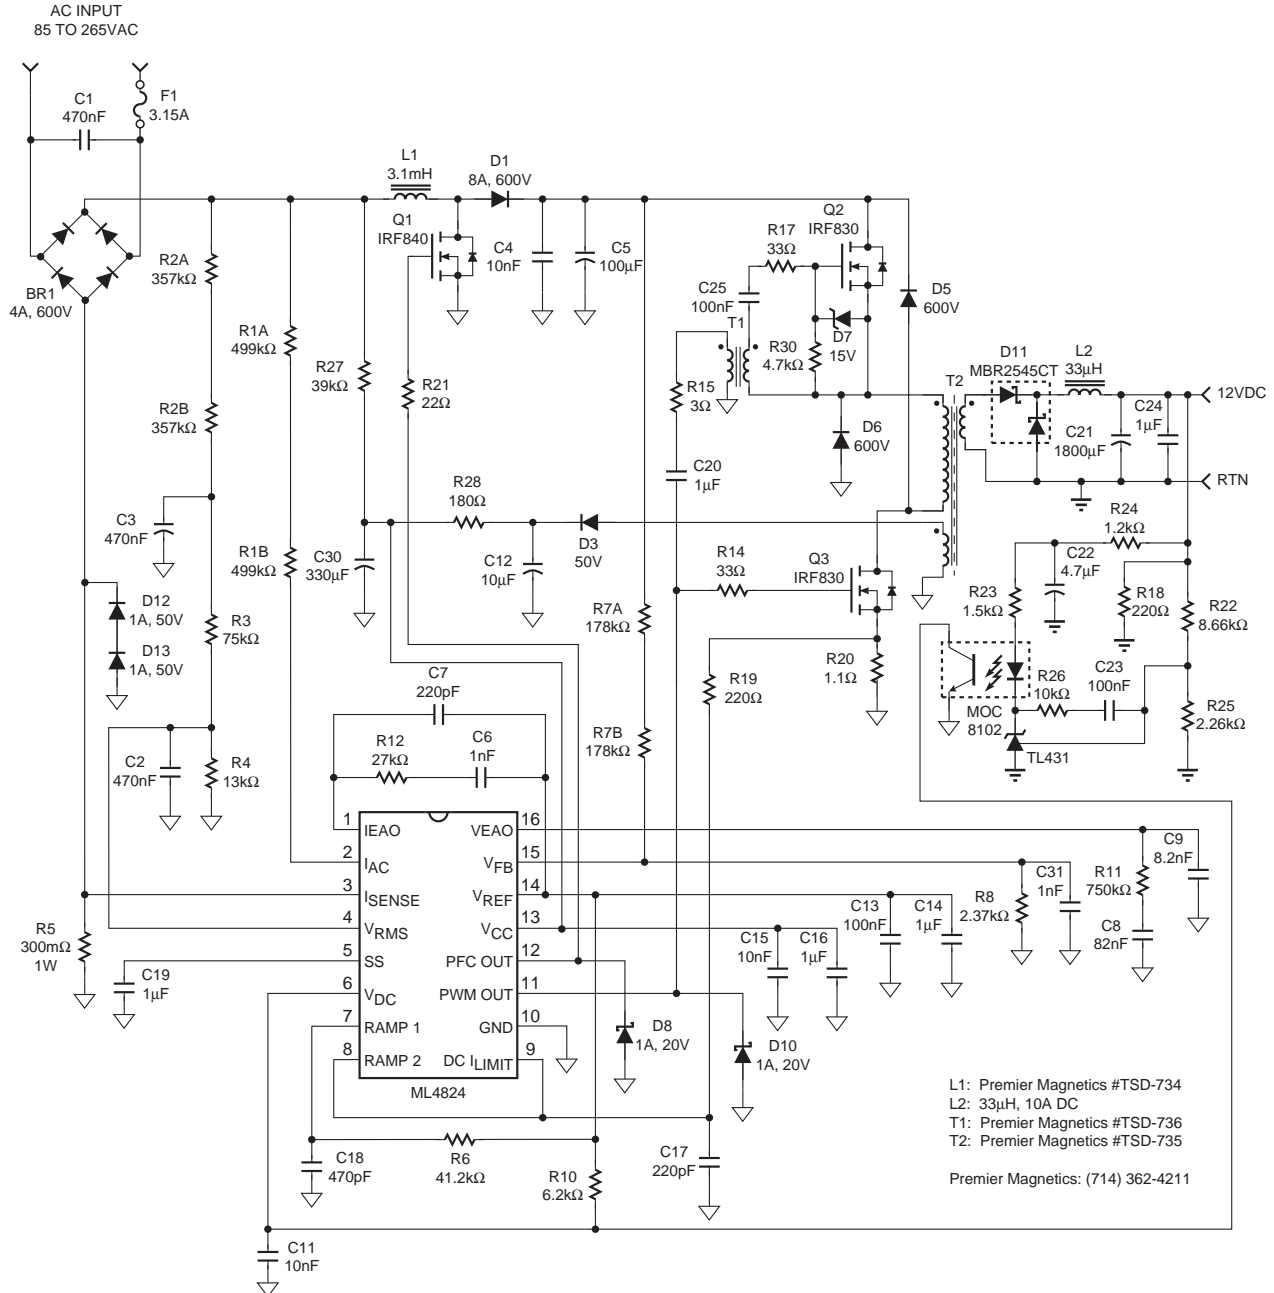 AC INPUT
85 TO 265VAC
C1
470nF
F1
3.15A
BR1
4A, 600V
R2A
357kΩ
R2B
357kΩ
R1A
499kΩ
R1B
499kΩ
C3
470nF
R3
75kΩ
D12
1A, 50V
D13
1A, 50V
C2
470nF
R4
13kΩ
R5
300mΩ
1W
C19
1µF
L1
3.1mH
D1
8A, 600V
Q1
IRF840
C4
10nF
C5
100µF
R27
39kΩ
R21
22Ω
R28
180Ω
C30
330µF
C12
10µF
D3
50V
R7A
178kΩ
R7B
178kΩ
Q2
IRF830
R17
33Ω
C25
100nF
T1
R30
4.7kΩ
D7
15V
D5
600V
R15
3Ω
C20
1µF
D6
600V
T2
R14
33Ω
Q3
IRF830
R19
220Ω
R20
1.1Ω
D11
MBR2545CT
L2
33µH
C21
1800µF
C24
1µF
12VDC
RTN
R24
1.2kΩ
C22
4.7µF
R23
1.5kΩ
R18
220Ω
R22
8.66kΩ
MOC
8102
R26
10kΩ
C23
100nF
TL431
R25
2.26kΩ
C7
220pF
R12
27kΩ
C6
1nF
1 IEAO
2 IAC
3 ISENSE
4 VRMS
5 SS
6 VDC
7 RAMP 1
8 RAMP 2
VEAO 16
VFB 15
VREF 14
VCC 13
PFC OUT 12
PWM OUT 11
GND 10
DC ILIMIT 9
ML4824
C15
10nF
C16
1µF
C13
100nF
C14
1µF
R8
2.37kΩ
C31
1nF
R11
750kΩ
C9
8.2nF
C8
82nF
D8
1A, 20V
D10
1A, 20V
C18
470pF
R6
41.2kΩ
R10
6.2kΩ
C17
220pF
C11
10nF
L1: Premier Magnetics #TSD-734
L2: 33µH, 10A DC
T1: Premier Magnetics #TSD-736
T2: Premier Magnetics #TSD-735
Premier Magnetics: (714) 362-4211